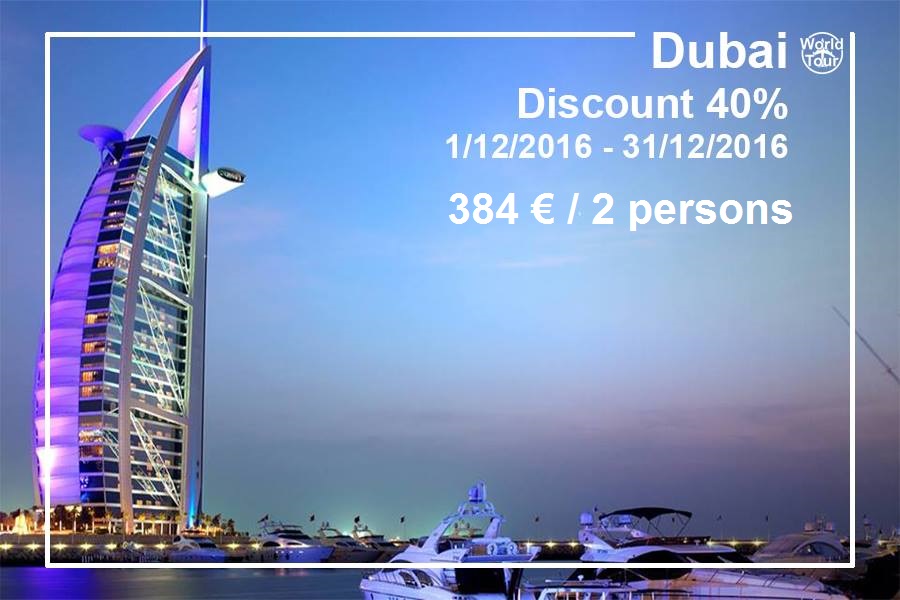 Dubai
World
Tour
Discount 40%
1/12/2016 - 31/12/2016
384 € / 2 persons